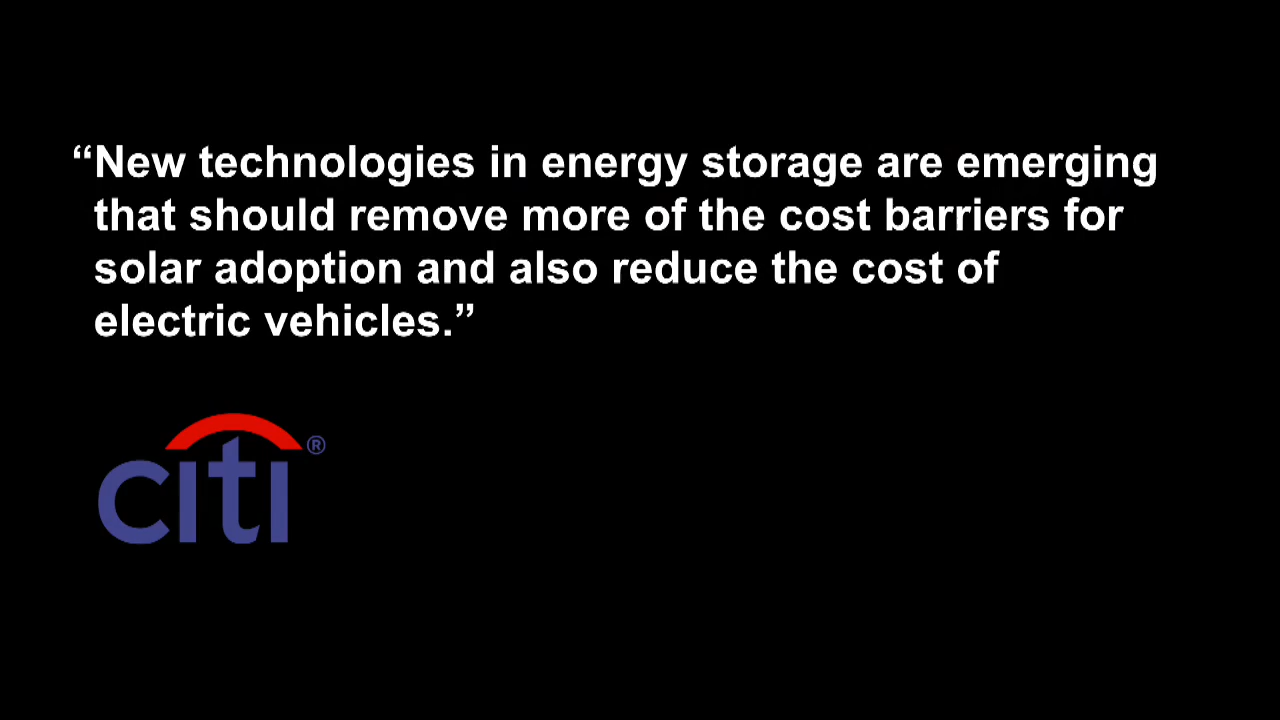 “New technologies in energy storage are emerging
that should remove more of the cost barriers for
solar adoption and also reduce the cost of
electric vehicles.”
citi®